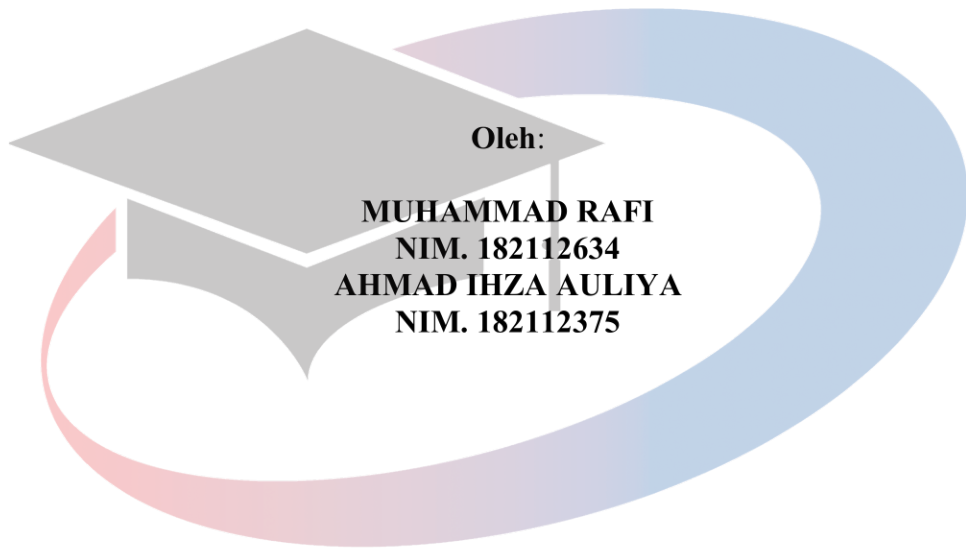 Oleh:
MUHAMMAD RAFI
NIM. 182112634
AHMAD IHZA AULIYA
NIM. 182112375